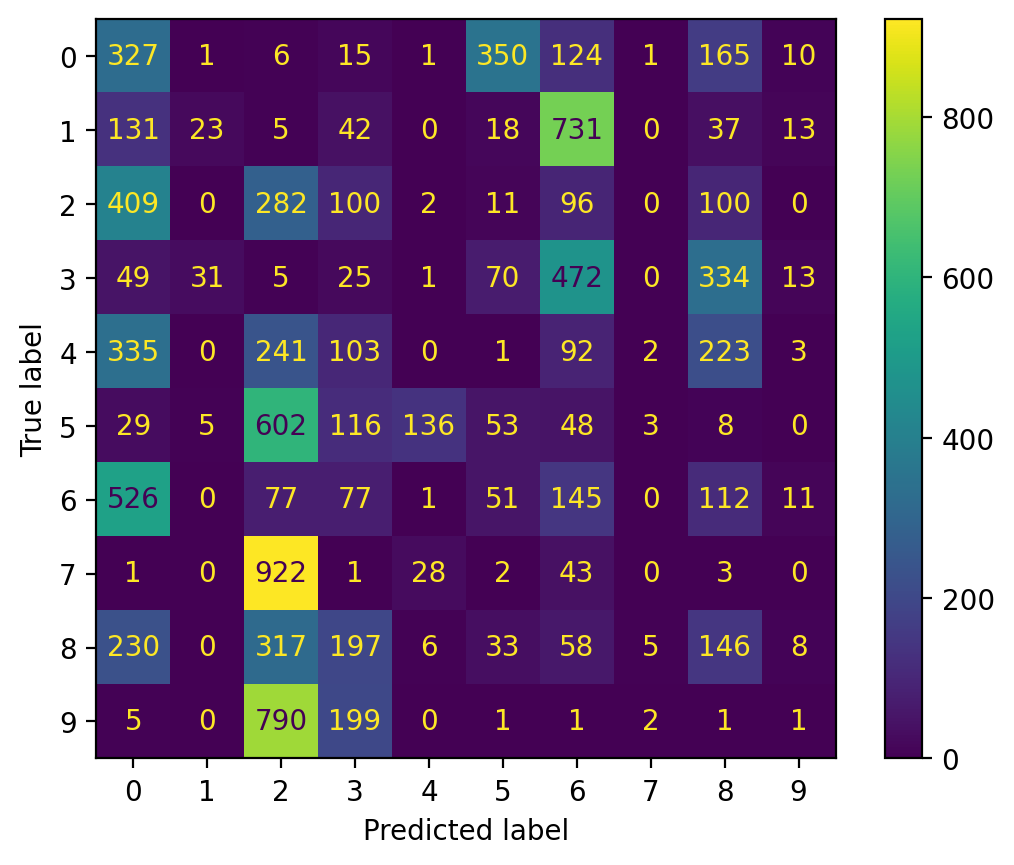 0 327 1 6 15 1 350 124 1 165 10
1 131 23 5 42 0 18 731 0 37 13
2 409 0 282 100 2 11 96 0 100 0
3 49 31 5 25 1 70 472 0 334 13
4 335 0 241 103 0 1 92 2 223 3
5 29 5 602 116 136 53 48 3 8 0
6 526 0 77 77 1 51 145 0 112 11
7 1 0 922 1 28 2 43 0 3 0
8 230 0 317 197 6 33 58 5 146 8
9 5 0 790 199 0 1 1 2 1 1
0 1 2 3 4 5 6 7 8 9
Predicted label
True label
800
600
400
200
0